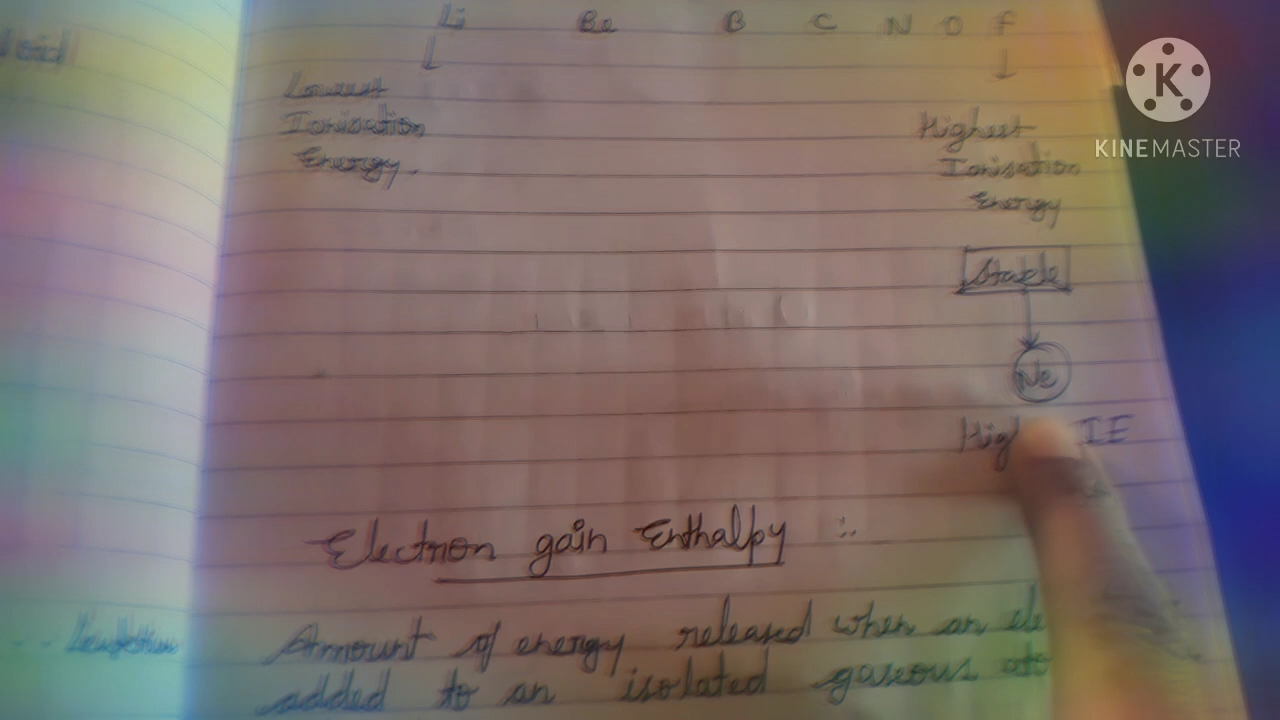 Li Be B C N O F
Lowest
Ionisation
Energy.
Highest
Ionisation
Energy
Stable
Ne
IE
Electron gain Enthalpy :-
Amount of energy released when an
added to an isolated gaseous
K
KINEMASTER